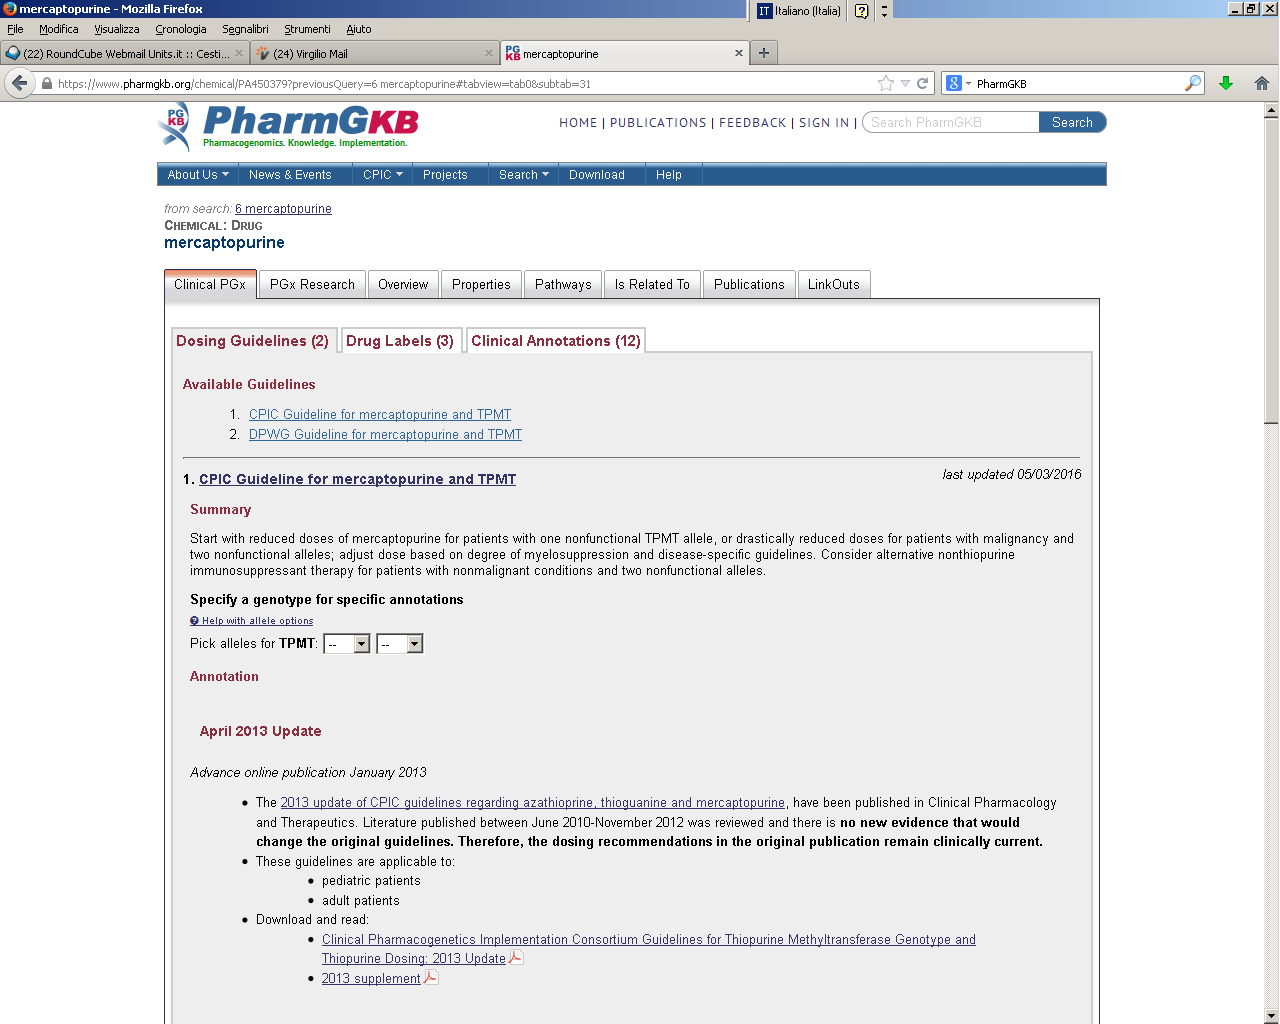 mercaptopurine - Mozilla Firefox
IT Italiano (Italia)
File Modifica Visualizza Cronologia Segnalibri Strumenti Aiuto
(22) RoundCube Webmail Units.it :: Cesti...
(24) Virgilio Mail
PG KB mercaptopurine
https://www.pharmgkb.org/chemical/PA450379?previousQuery=6 mercaptopurine#tabview=tab0&subtab=31
PharmGKB
PG KB
PharmGKB
Pharmacogenomics. Knowledge. Implementation.
HOME | PUBLICATIONS | FEEDBACK | SIGN IN |
Search PharmGKB
Search
About Us News & Events CPIC Projects Search Download Help
from search: 6 mercaptopurine
CHEMICAL: DRUG
mercaptopurine
Clinical PGx PGx Research Overview Properties Pathways Is Related To Publications LinkOuts
Dosing Guidelines (2) Drug Labels (3) Clinical Annotations (12)
Available Guidelines
1. CPIC Guideline for mercaptopurine and TPMT
2. DPWG Guideline for mercaptopurine and TPMT
1. CPIC Guideline for mercaptopurine and TPMT
last updated 05/03/2016
Summary
Start with reduced doses of mercaptopurine for patients with one nonfunctional TPMT allele, or drastically reduced doses for patients with malignancy and
two nonfunctional alleles; adjust dose based on degree of myelosuppression and disease-specific guidelines. Consider alternative nonthiopurine
immunosuppressant therapy for patients with nonmalignant conditions and two nonfunctional alleles.
Specify a genotype for specific annotations
? Help with allele options
Pick alleles for TPMT: -- --
Annotation
April 2013 Update
Advance online publication January 2013
• The 2013 update of CPIC guidelines regarding azathioprine, thioguanine and mercaptopurine, have been published in Clinical Pharmacology
and Therapeutics. Literature published between June 2010-November 2012 was reviewed and there is no new evidence that would
change the original guidelines. Therefore, the dosing recommendations in the original publication remain clinically current.
• These guidelines are applicable to:
• pediatric patients
• adult patients
• Download and read:
• Clinical Pharmacogenetics Implementation Consortium Guidelines for Thiopurine Methyltransferase Genotype and
Thiopurine Dosing: 2013 Update
• 2013 supplement